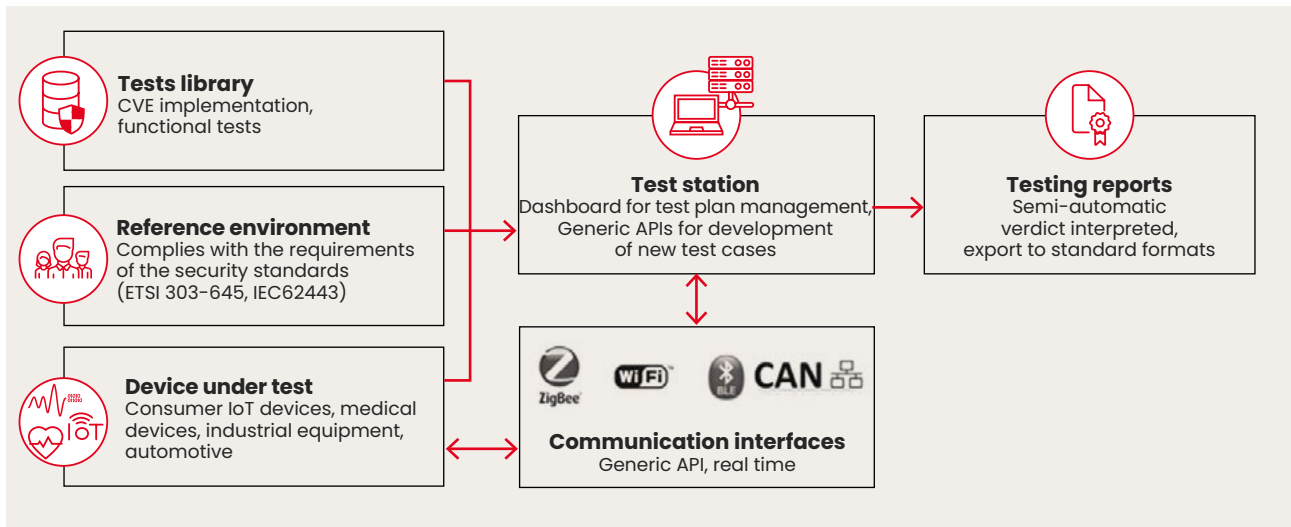 Tests library
CVE implementation,
functional tests
Reference environment
Complies with the requirements
of the security standards
(ETSI 303-645, IEC62443)
Device under test
Consumer IoT devices, medical
devices, industrial equipment,
automotive
01010
01010
IoT
Test station
Dashboard for test plan management,
Generic APIs for development
of new test cases
ZigBee
WiFi
BLE
CAN
Communication interfaces
Generic API, real time
Testing reports
Semi-automatic
verdict interpreted,
export to standard formats